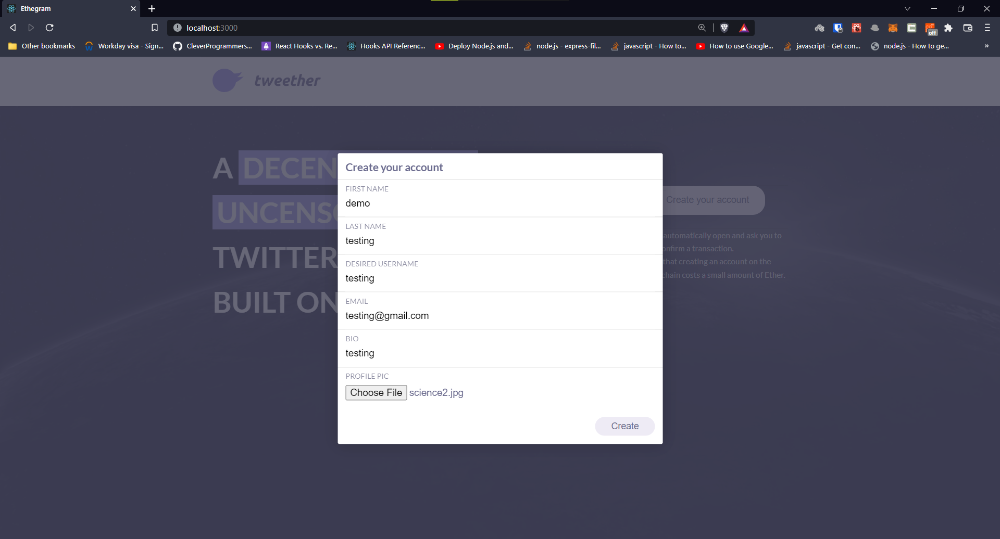 Ethegram
localhost:3000
off
Other bookmarks
Workday visa - Sign...
CleverProgrammers...
React Hooks vs. Re...
Hooks API Referenc...
Deploy Node.js and...
node.js - express-fil...
javascript - How to...
How to use Google...
javascript - Get con...
node.js - How to ge...
»
tweether
A DECEN
UNCENS
TWITTER
BUILT ON
Create your account
FIRST NAME
demo
LAST NAME
testing
DESIRED USERNAME
testing
EMAIL
testing@gmail.com
BIO
testing
PROFILE PIC
Choose File science2.jpg
Create
Create your account
automatically open and ask you to
onfirm a transaction.
that creating an account on the
chain costs a small amount of Ether.